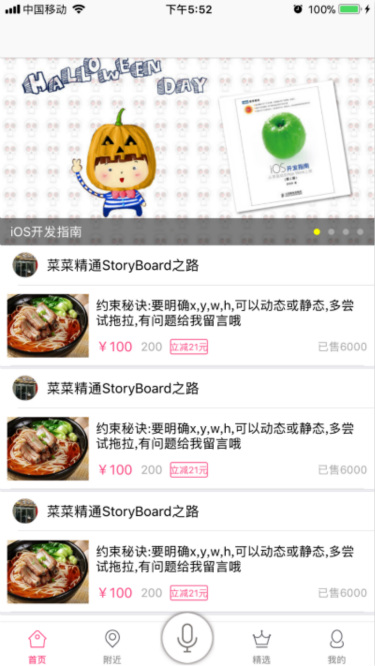 中国移动
下午5:52
100%
HALLOWEEN
DAY
iOS开发指南
iOS开发指南
菜菜精通StoryBoard之路
约束秘诀:要明确x,y,w,h,可以动态或静态,多尝
试拖拉,有问题给我留言哦
¥100 200 立减21元 已售6000
菜菜精通StoryBoard之路
约束秘诀:要明确x,y,w,h,可以动态或静态,多尝
试拖拉,有问题给我留言哦
¥100 200 立减21元 已售6000
菜菜精通StoryBoard之路
约束秘诀:要明确x,y,w,h,可以动态或静态,多尝
试拖拉,有问题给我留言哦
¥100 200 立减21元 已售6000
首页 附近 精选 我的